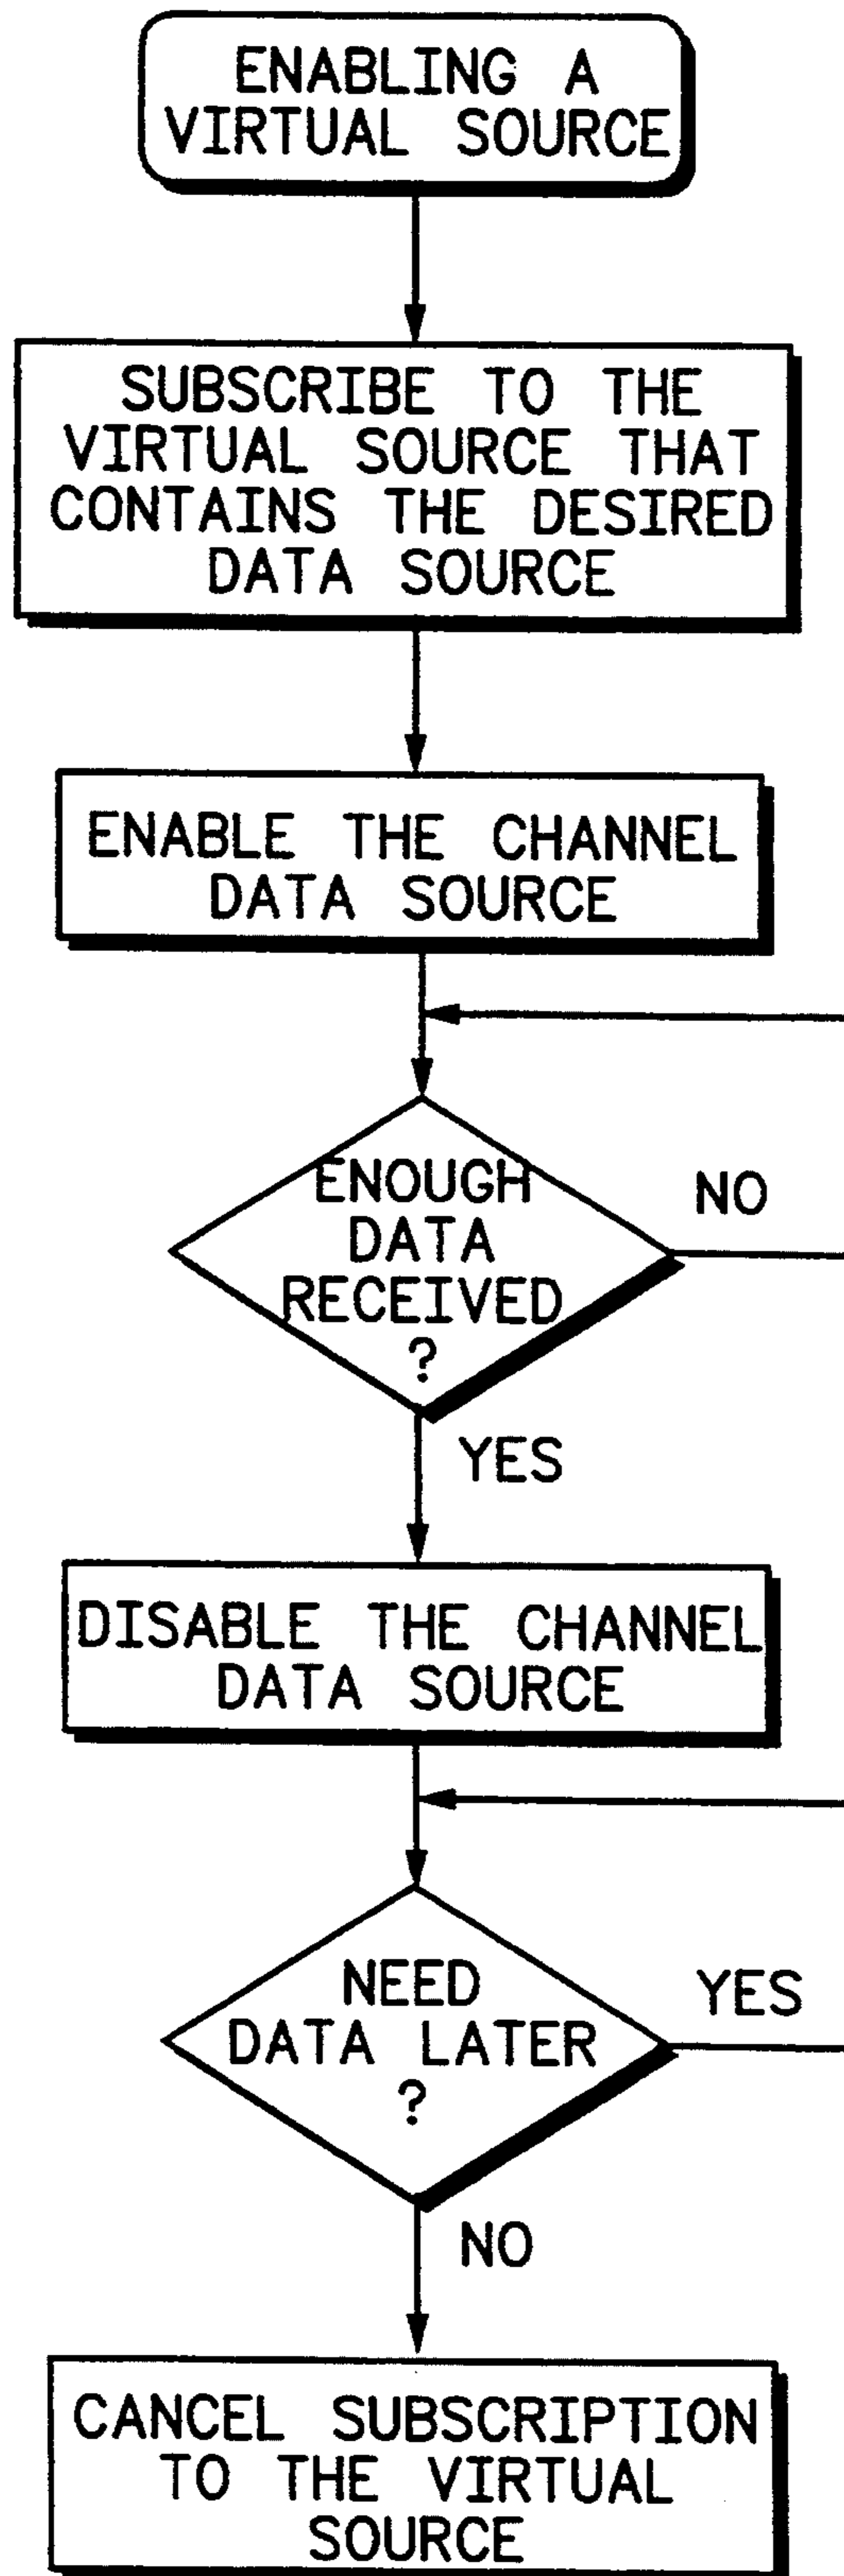 ENABLING A
VIRTUAL SOURCE
SUBSCRIBE TO THE
VIRTUAL SOURCE THAT
CONTAINS THE DESIRED
DATA SOURCE
ENABLE THE CHANNEL
DATA SOURCE
ENOUGH
DATA
RECEIVED
?
NO
YES
DISABLE THE CHANNEL
DATA SOURCE
NEED
DATA LATER
?
YES
NO
CANCEL SUBSCRIPTION
TO THE VIRTUAL
SOURCE